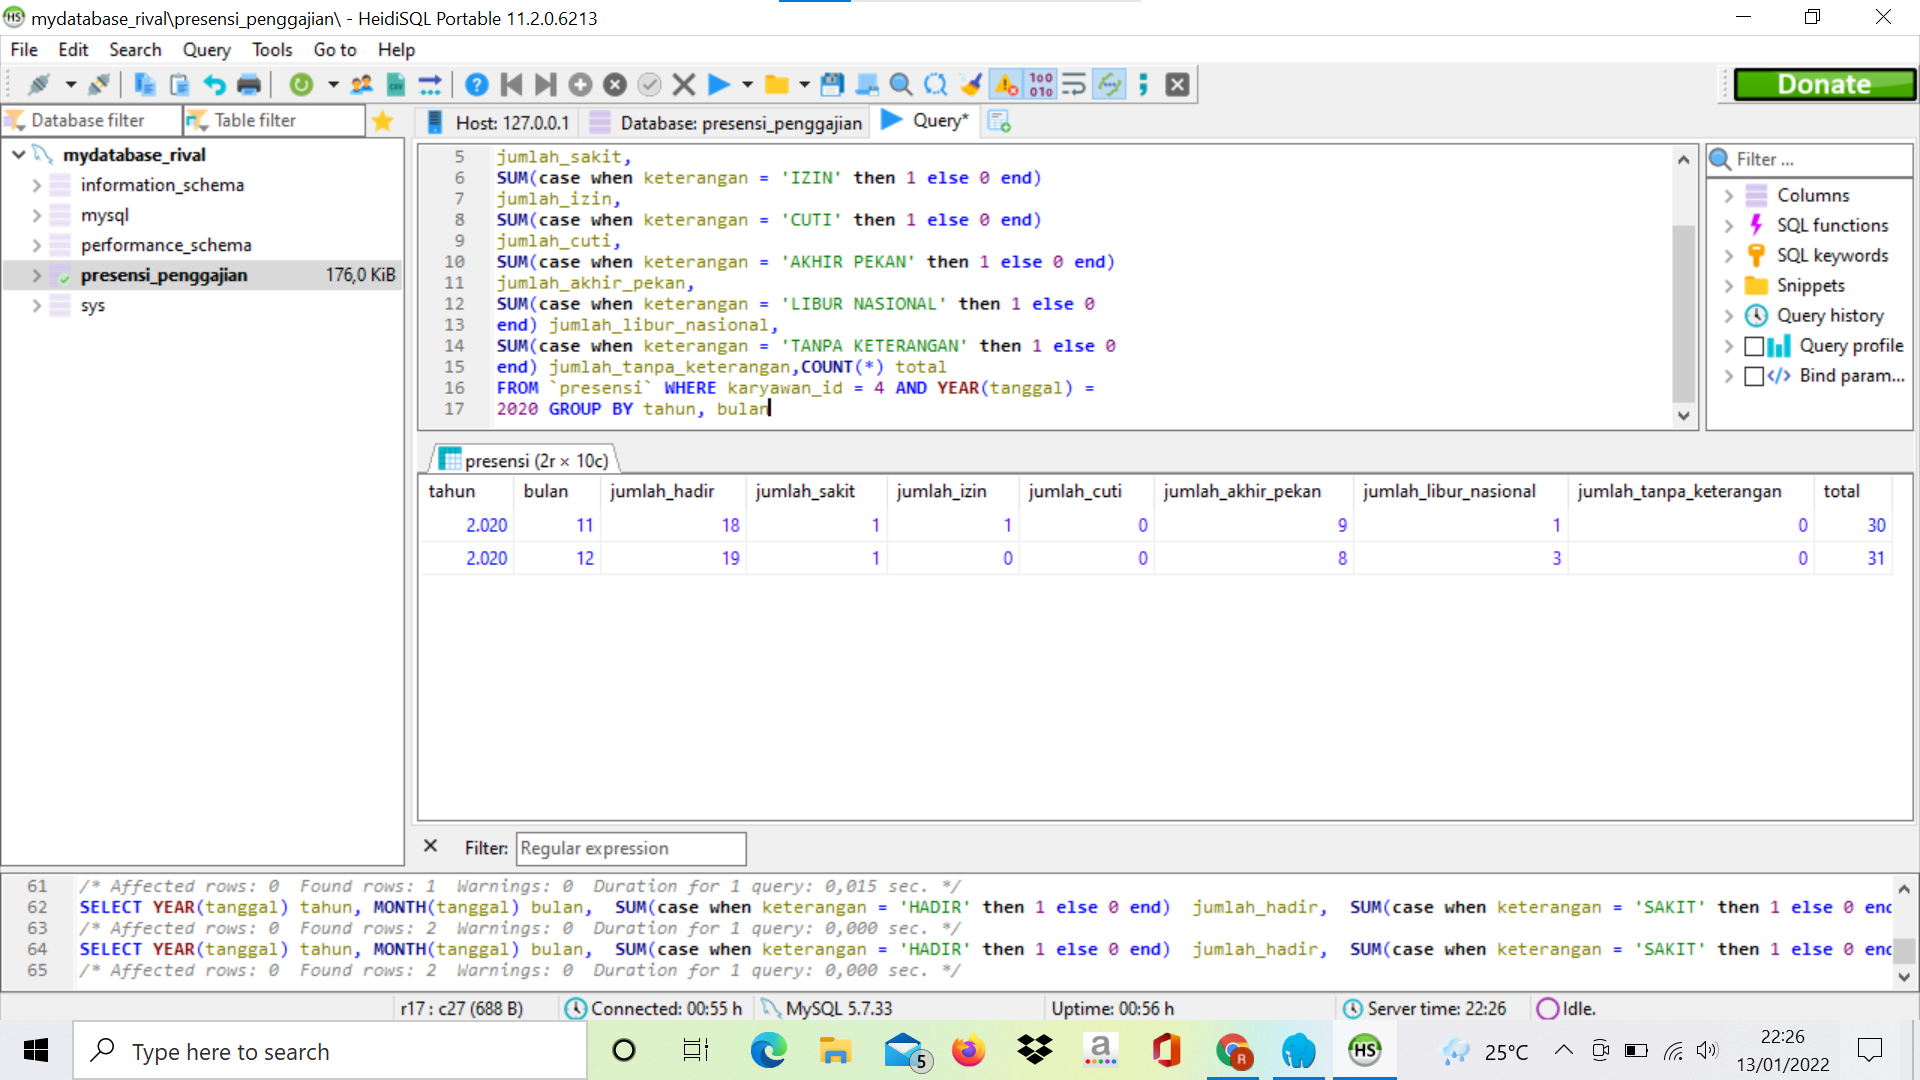 mydatabase_rival\presensi_penggajian\ - HeidiSQL Portable 11.2.0.6213
File Edit Search Query Tools Go to Help
Donate
Database filter Table filter
Host: 127.0.0.1 Database: presensi_penggajian Query*
mydatabase_rival
information_schema
mysql
performance_schema
presensi_penggajian 176,0 KiB
sys
5 jumlah_sakit,
6 SUM(case when keterangan = 'IZIN' then 1 else 0 end)
7 jumlah_izin,
8 SUM(case when keterangan = 'CUTI' then 1 else 0 end)
9 jumlah_cuti,
10 SUM(case when keterangan = 'AKHIR PEKAN' then 1 else 0 end)
11 jumlah_akhir_pekan,
12 SUM(case when keterangan = 'LIBUR NASIONAL' then 1 else 0
13 end) jumlah_libur_nasional,
14 SUM(case when keterangan = 'TANPA KETERANGAN' then 1 else 0
15 end) jumlah_tanpa_keterangan,COUNT(*) total
16 FROM `presensi` WHERE karyawan_id = 4 AND YEAR(tanggal) =
17 2020 GROUP BY tahun, bulan
Filter ...
Columns
SQL functions
SQL keywords
Snippets
Query history
Query profile
Bind param...
presensi (2r × 10c)
tahun bulan jumlah_hadir jumlah_sakit jumlah_izin jumlah_cuti jumlah_akhir_pekan jumlah_libur_nasional jumlah_tanpa_keterangan total
2.020 11 18 1 1 0 9 1 0 30
2.020 12 19 1 0 0 8 3 0 31
Filter: Regular expression
61 /* Affected rows: 0 Found rows: 1 Warnings: 0 Duration for 1 query: 0,015 sec. */
62 SELECT YEAR(tanggal) tahun, MONTH(tanggal) bulan, SUM(case when keterangan = 'HADIR' then 1 else 0 end) jumlah_hadir, SUM(case when keterangan = 'SAKIT' then 1 else 0 end
63 /* Affected rows: 0 Found rows: 2 Warnings: 0 Duration for 1 query: 0,000 sec. */
64 SELECT YEAR(tanggal) tahun, MONTH(tanggal) bulan, SUM(case when keterangan = 'HADIR' then 1 else 0 end) jumlah_hadir, SUM(case when keterangan = 'SAKIT' then 1 else 0 end
65 /* Affected rows: 0 Found rows: 2 Warnings: 0 Duration for 1 query: 0,000 sec. */
r17 : c27 (688 B) Connected: 00:55 h MySQL 5.7.33 Uptime: 00:56 h Server time: 22:26 Idle.
Type here to search
5
a
R
HS
25°C
22:26
13/01/2022